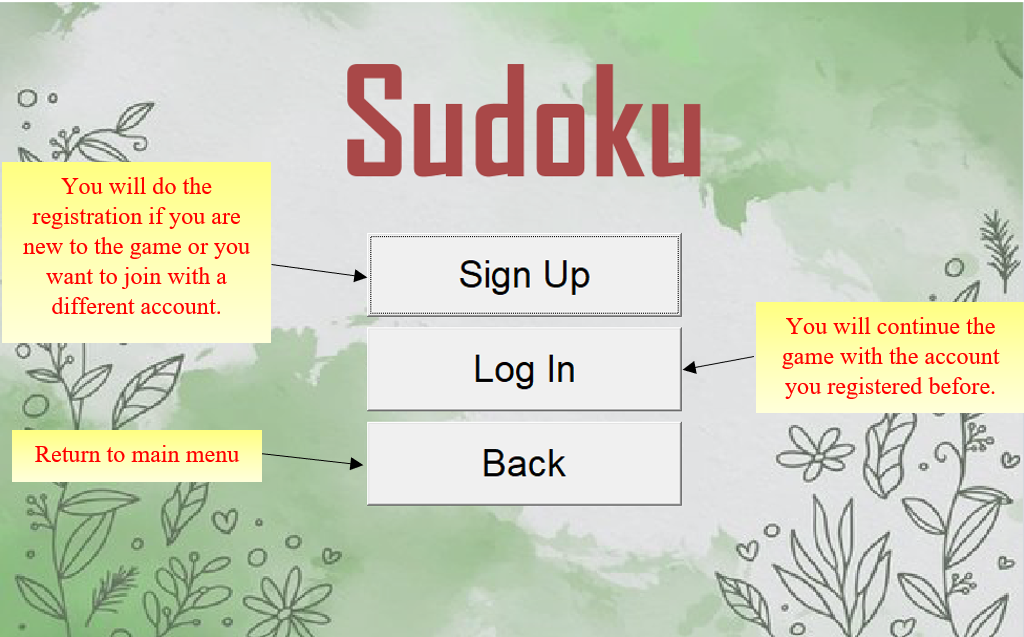 Sudoku
You will do the
registration if you are
new to the game or you
want to join with a
different account.
Sign Up
Log In
You will continue the
game with the account
you registered before.
Return to main menu
Back